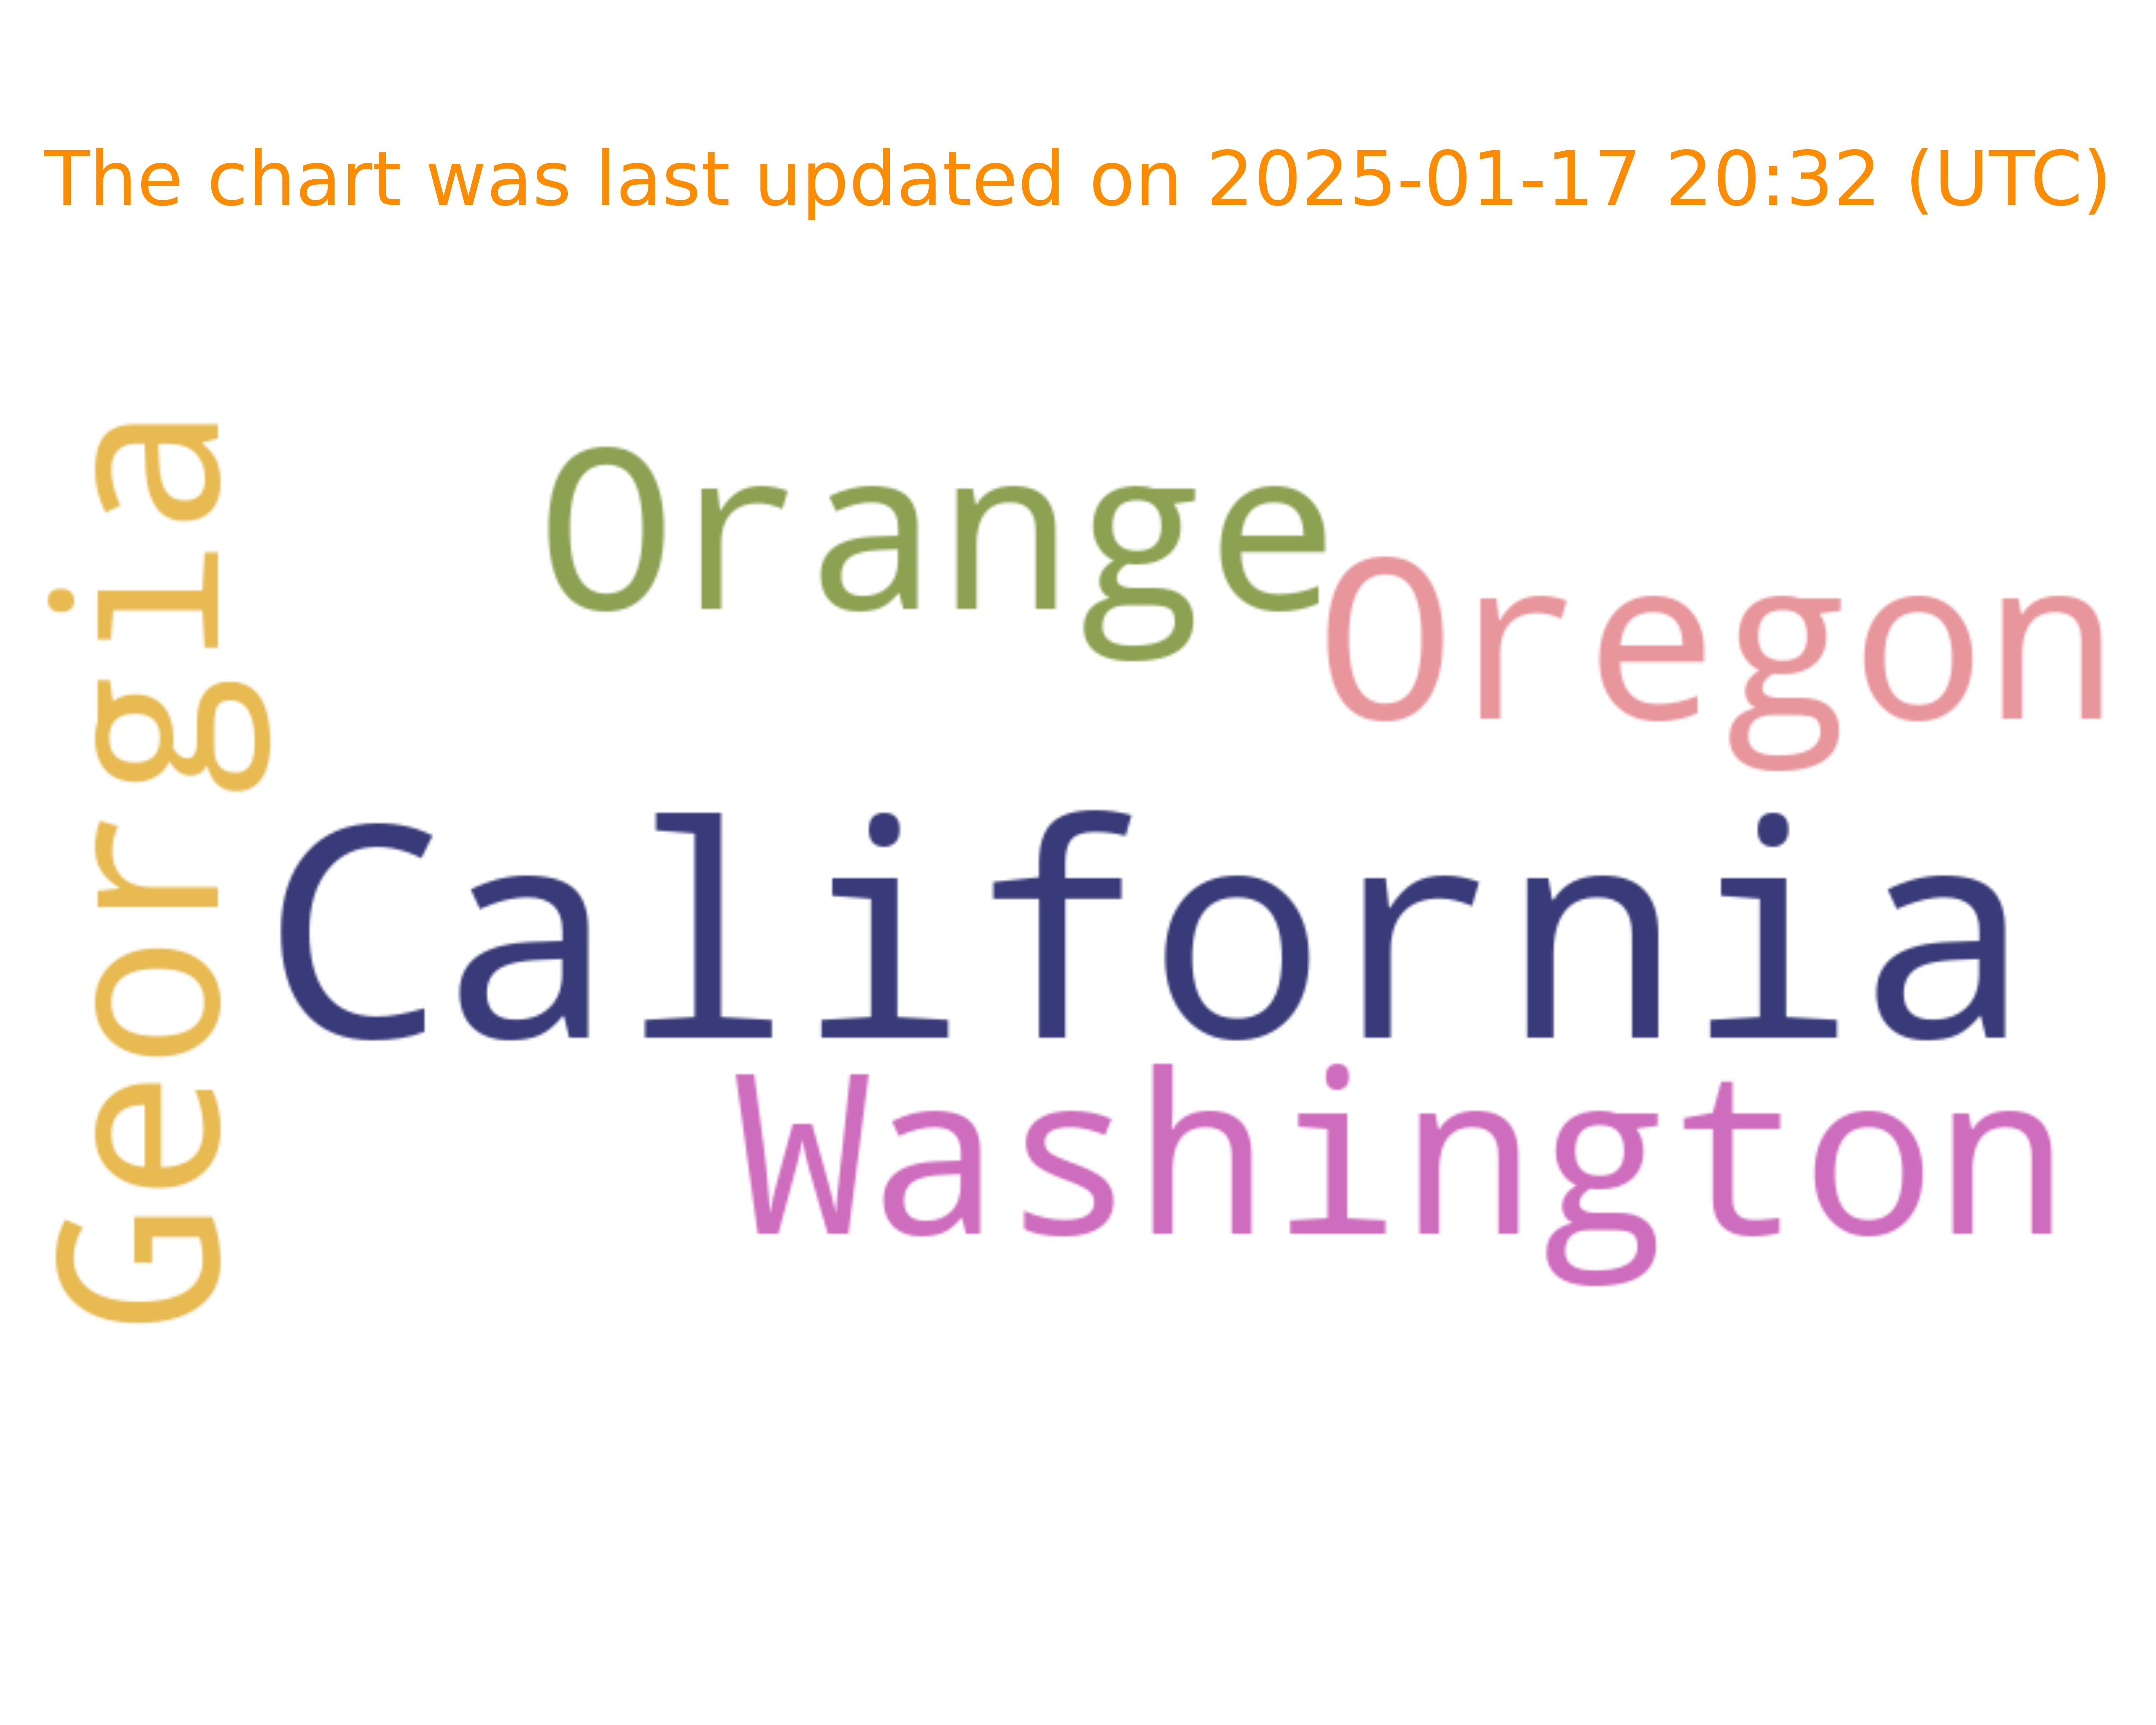 The chart was last updated on 2025-01-17 20:32 (UTC)
Georgia
Orange
Oregon
California
Washington